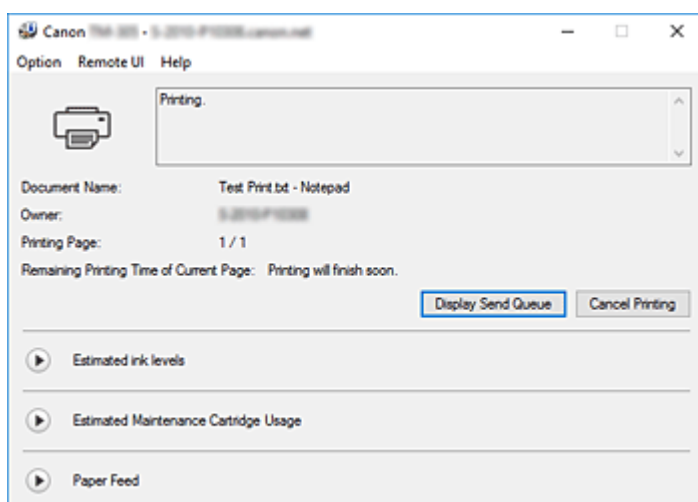 Canon
Option Remote UI Help
Printing.
Document Name: Test Print.txt - Notepad
Owner:
Printing Page: 1 / 1
Remaining Printing Time of Current Page: Printing will finish soon.
Display Send Queue Cancel Printing
Estimated ink levels
Estimated Maintenance Cartridge Usage
Paper Feed